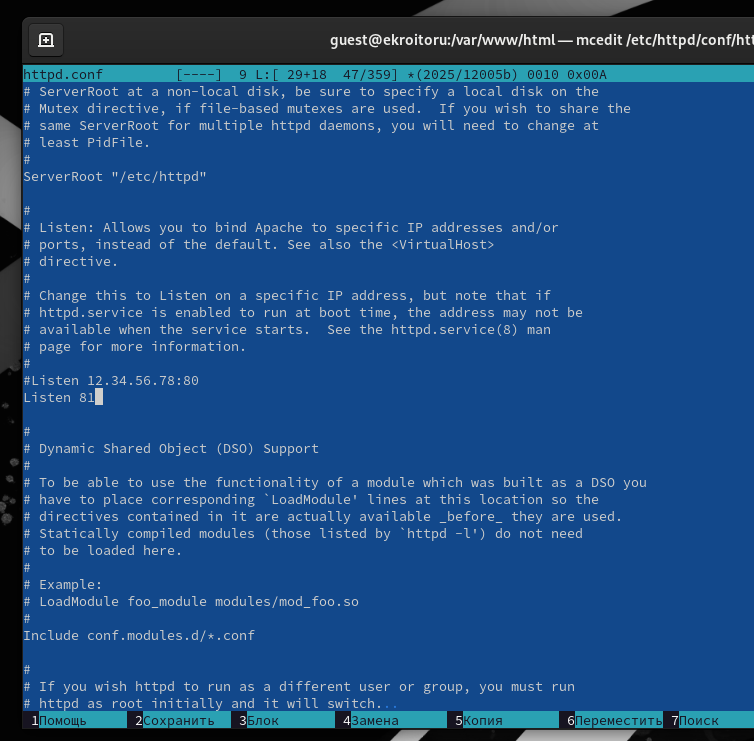 guest@ekroitoru:/var/www/html — mcedit /etc/httpd/conf/htt
httpd.conf [----] 9 L:[ 29+18 47/359] *(2025/12005b) 0010 0x00A
# ServerRoot at a non-local disk, be sure to specify a local disk on the
# Mutex directive, if file-based mutexes are used.  If you wish to share the
# same ServerRoot for multiple httpd daemons, you will need to change at
# least PidFile.
#
ServerRoot "/etc/httpd"
#
# Listen: Allows you to bind Apache to specific IP addresses and/or
# ports, instead of the default. See also the <VirtualHost>
# directive.
#
# Change this to Listen on a specific IP address, but note that if
# httpd.service is enabled to run at boot time, the address may not be
# available when the service starts.  See the httpd.service(8) man
# page for more information.
#
#Listen 12.34.56.78:80
Listen 81
#
# Dynamic Shared Object (DSO) Support
#
# To be able to use the functionality of a module which was built as a DSO you
# have to place corresponding `LoadModule' lines at this location so the
# directives contained in it are actually available _before_ they are used.
# Statically compiled modules (those listed by `httpd -l') do not need
# to be loaded here.
#
# Example:
# LoadModule foo_module modules/mod_foo.so
#
Include conf.modules.d/*.conf
#
# If you wish httpd to run as a different user or group, you must run
# httpd as root initially and it will switch...
1Помощь 2Сохранить 3Блок 4Замена 5Копия 6Переместить 7Поиск